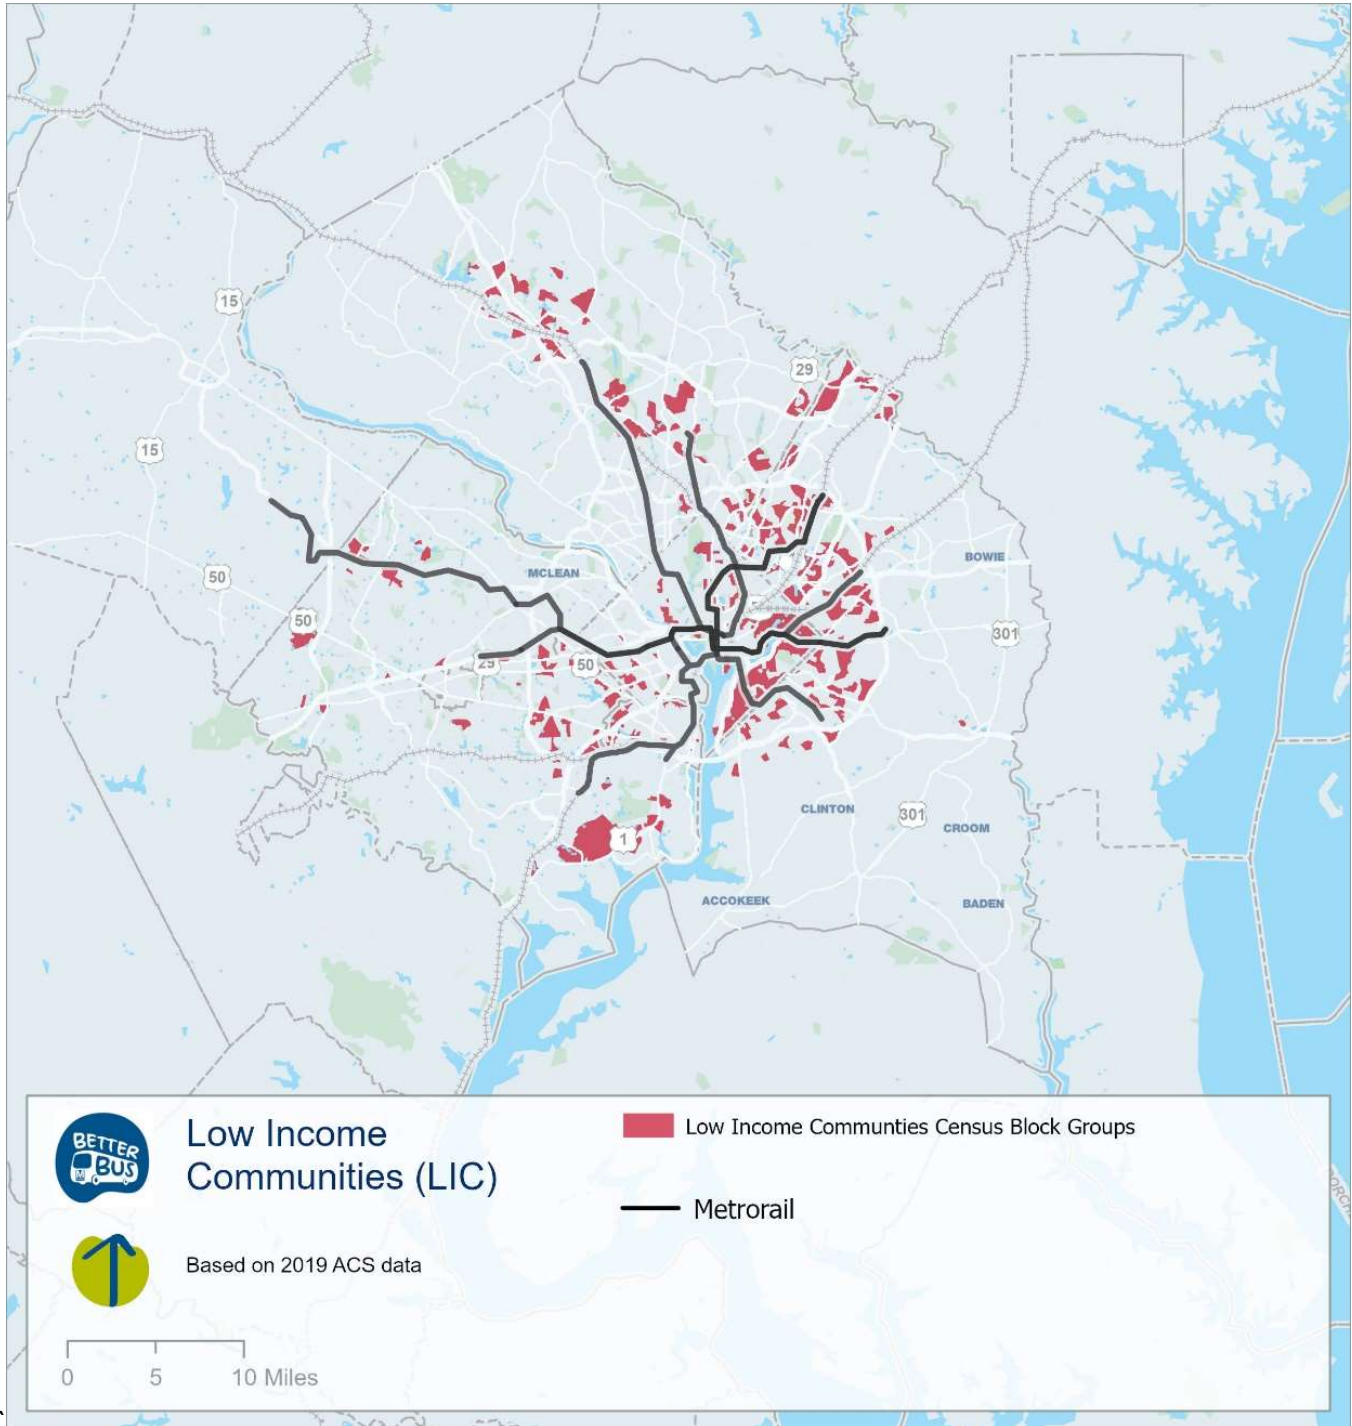 29
15
15
MCLEAN
BOWIE
50
50
301
29
50
CLINTON
301
CROOM
1
ACCOKEEK
BADEN
BETTER
BUS
M
Low Income
Communities (LIC)
Low Income Communties Census Block Groups
Metrorail
Based on 2019 ACS data
0 5 10 Miles